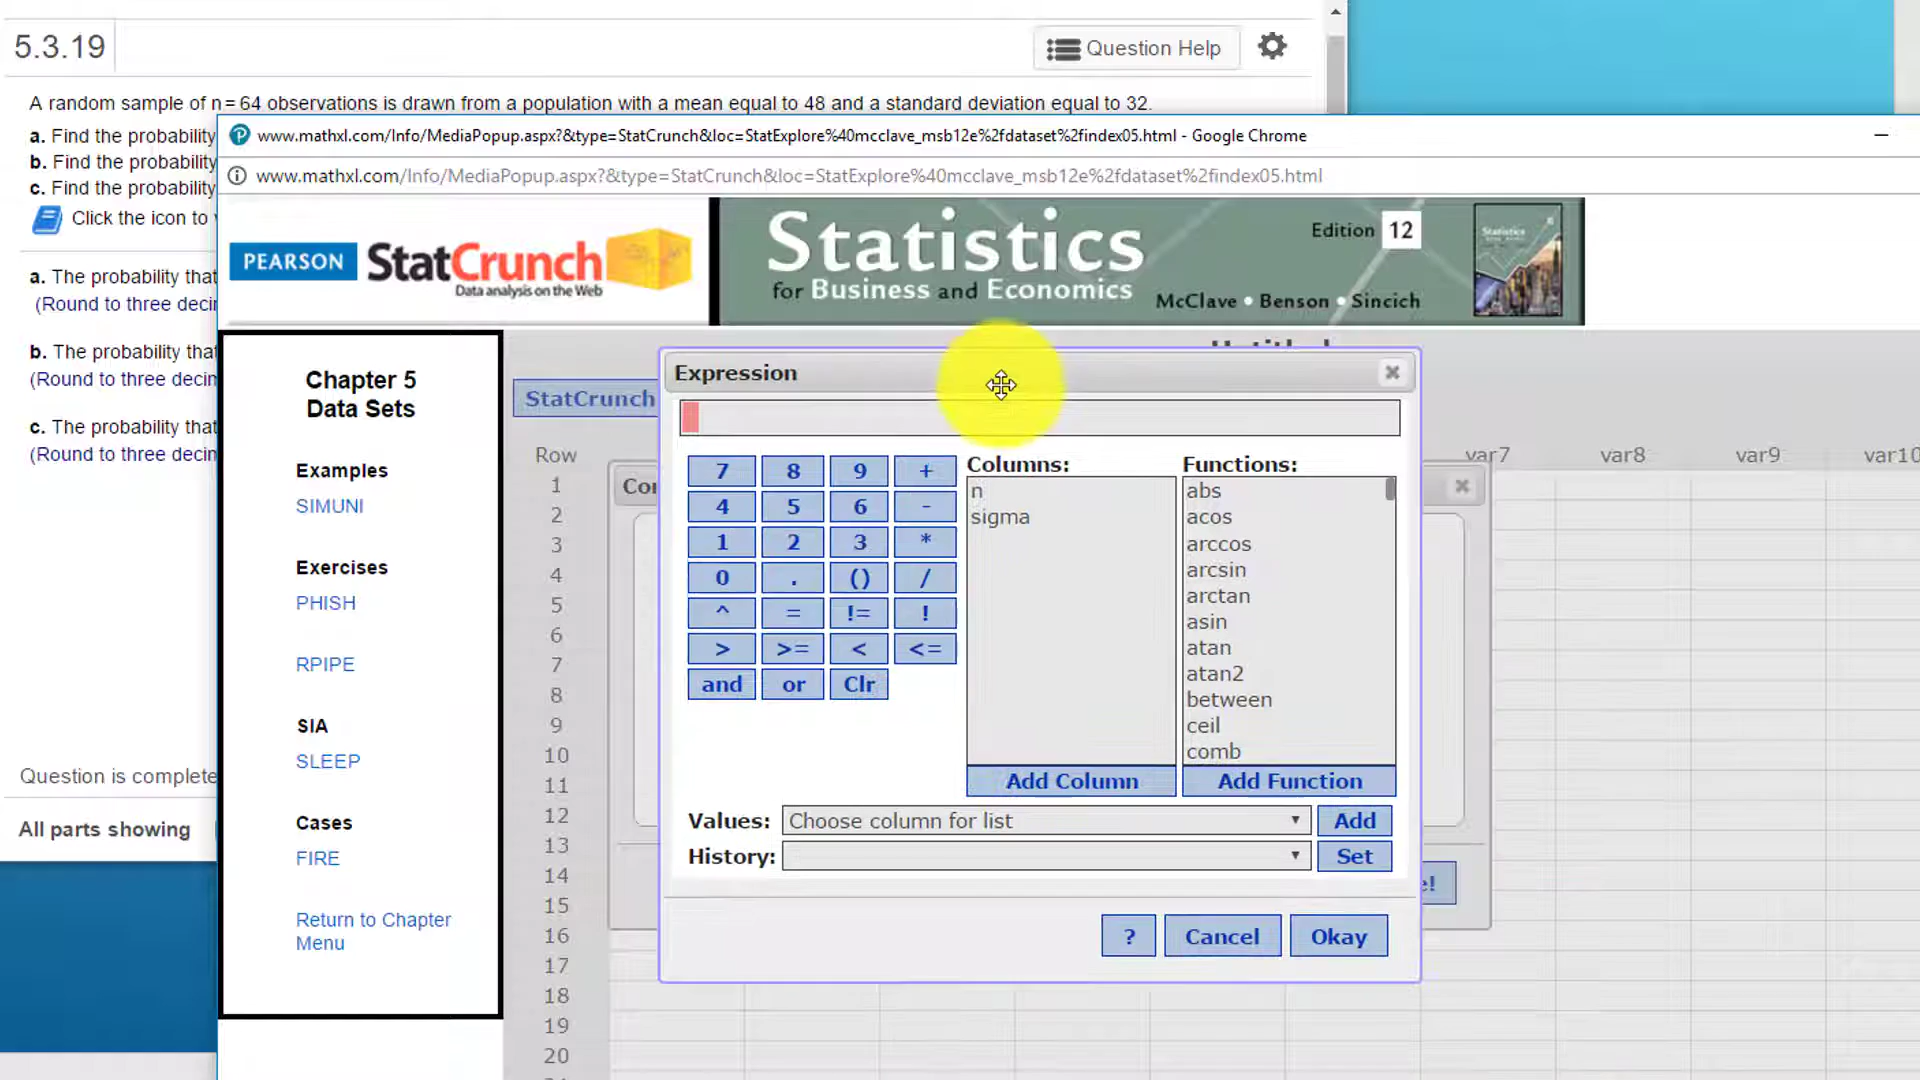 5.3.19
Question Help
A random sample of n = 64 observations is drawn from a population with a mean equal to 48 and a standard deviation equal to 32.
a. Find the probability
b. Find the probability
c. Find the probability
Click the icon to
a. The probability that
(Round to three
b. The probability that
(Round to three
c. The probability that
(Round to three
Question is complete
All parts showing
www.mathxl.com/Info/MediaPopup.aspx?&type=StatCrunch&loc=StatExplore%40mcclave_msb12e%2fdataset%2findex05.html - Google Chrome
www.mathxl.com/Info/MediaPopup.aspx?&type=StatCrunch&loc=StatExplore%40mcclave_msb12e%2fdataset%2findex05.html
PEARSON
StatCrunch
Data analysis on the Web
Statistics
for Business and Economics
Edition 12
McClave • Benson • Sincich
Statistics
Chapter 5
Data Sets
Examples
SIMUNI
Exercises
PHISH
RPIPE
SIA
SLEEP
Cases
FIRE
Return to Chapter
Menu
StatCrunch
Row
var7
var8
var9
var10
1
2
3
4
5
6
7
8
9
10
11
12
13
14
15
16
17
18
19
20
Expression
7 8 9 +
4 5 6 -
1 2 3 *
0 . () /
^ = != !
> >= < <=
and or Clr
Columns:
n
sigma
Add Column
Functions:
abs
acos
arccos
arcsin
arctan
asin
atan
atan2
between
ceil
comb
Add Function
Values: Choose column for list Add
History: Set
? Cancel Okay